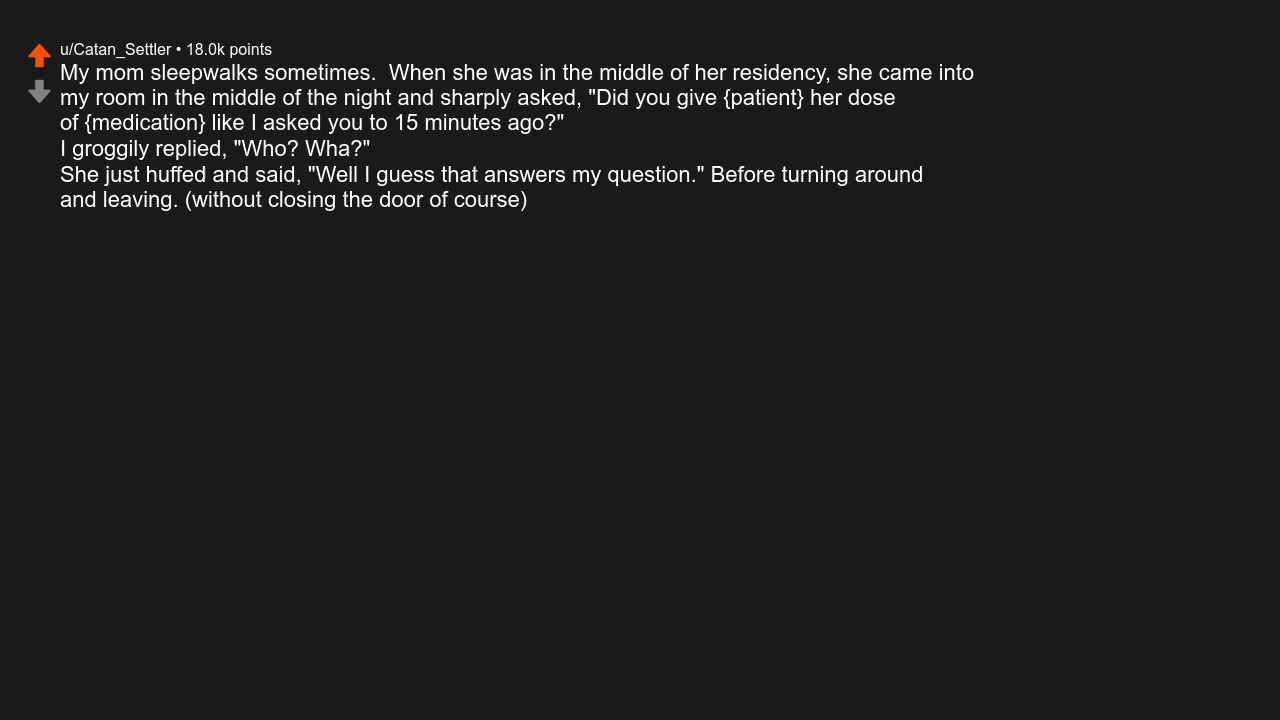 u/Catan_Settler • 18.0k points
My mom sleepwalks sometimes.  When she was in the middle of her residency, she came into
my room in the middle of the night and sharply asked, "Did you give {patient} her dose
of {medication} like I asked you to 15 minutes ago?"
I groggily replied, "Who? Wha?"
She just huffed and said, "Well I guess that answers my question." Before turning around
and leaving. (without closing the door of course)